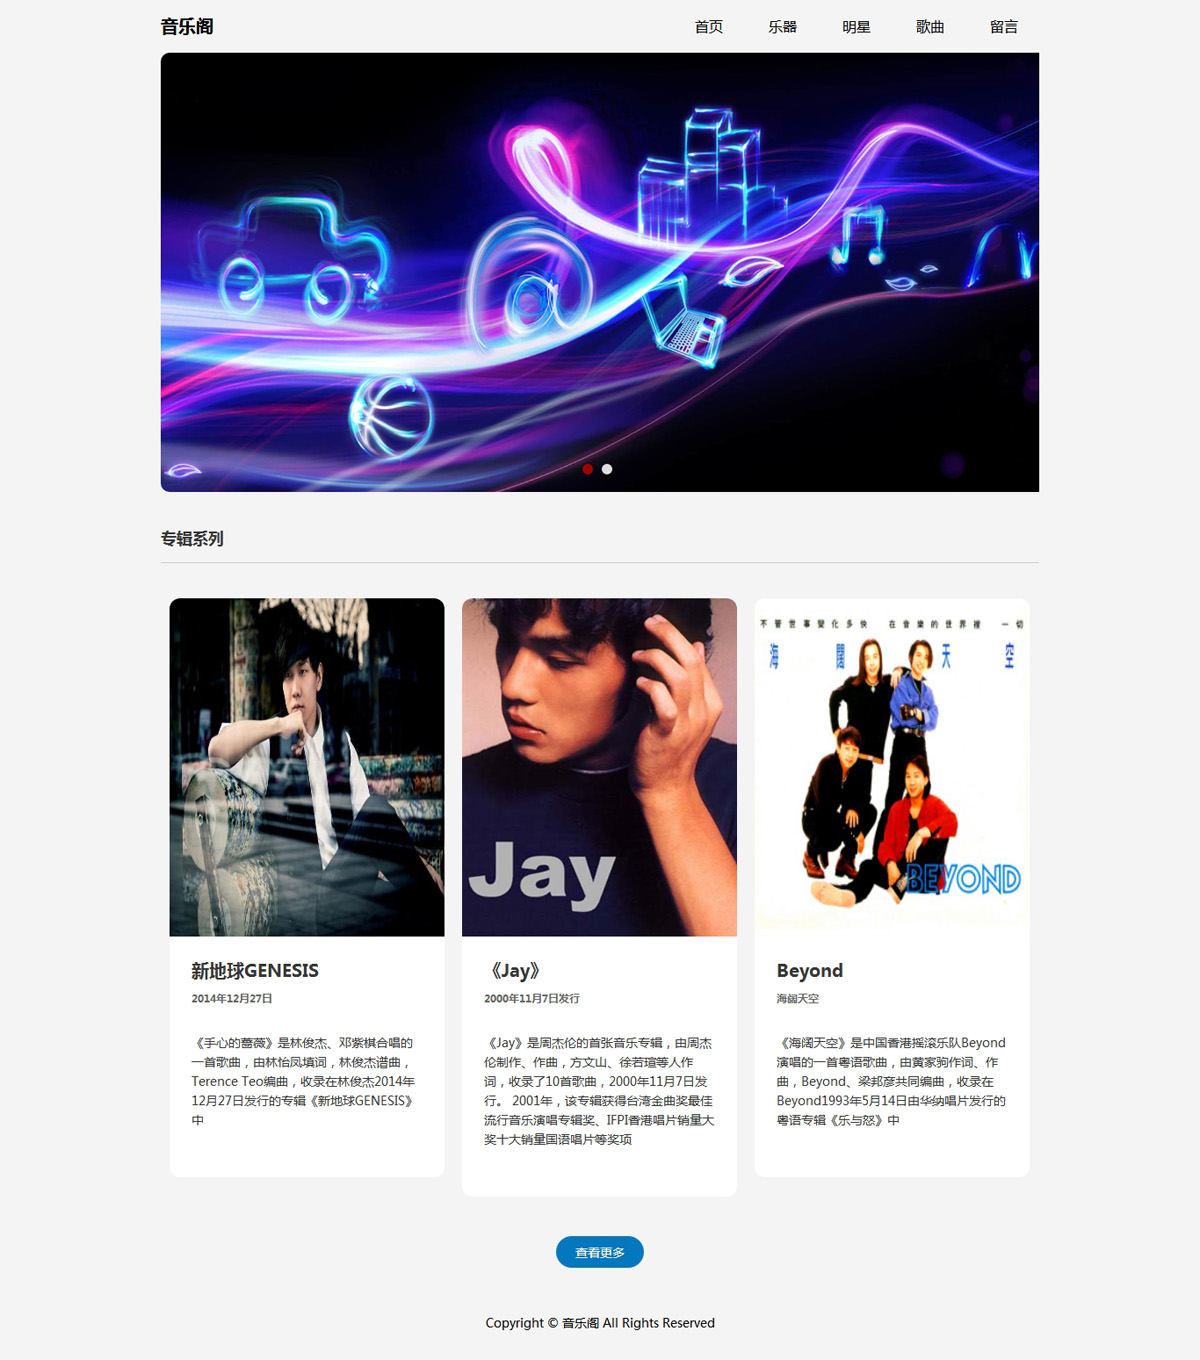 音乐阁
首页 乐器 明星 歌曲 留言
专辑系列
不管世事變化多快 在音樂的世界裡 一切
海闊天空
BEYOND
Jay
新地球GENESIS
2014年12月27日
《手心的蔷薇》是林俊杰、邓紫棋合唱的
一首歌曲，由林怡凤填词，林俊杰谱曲，
Terence Teo编曲，收录在林俊杰2014年
12月27日发行的专辑《新地球GENESIS》
中
《Jay》
2000年11月7日发行
《Jay》是周杰伦的首张音乐专辑，由周杰
伦制作、作曲，方文山、徐若瑄等人作
词，收录了10首歌曲，2000年11月7日发
行。 2001年，该专辑获得台湾金曲奖最佳
流行音乐演唱专辑奖、IFPI香港唱片销量大
奖十大销量国语唱片等奖项
Beyond
海阔天空
《海阔天空》是中国香港摇滚乐队Beyond
演唱的一首粤语歌曲，由黄家驹作词、作
曲，Beyond、梁邦彦共同编曲，收录在
Beyond1993年5月14日由华纳唱片发行的
粤语专辑《乐与怒》中
查看更多
Copyright © 音乐阁 All Rights Reserved